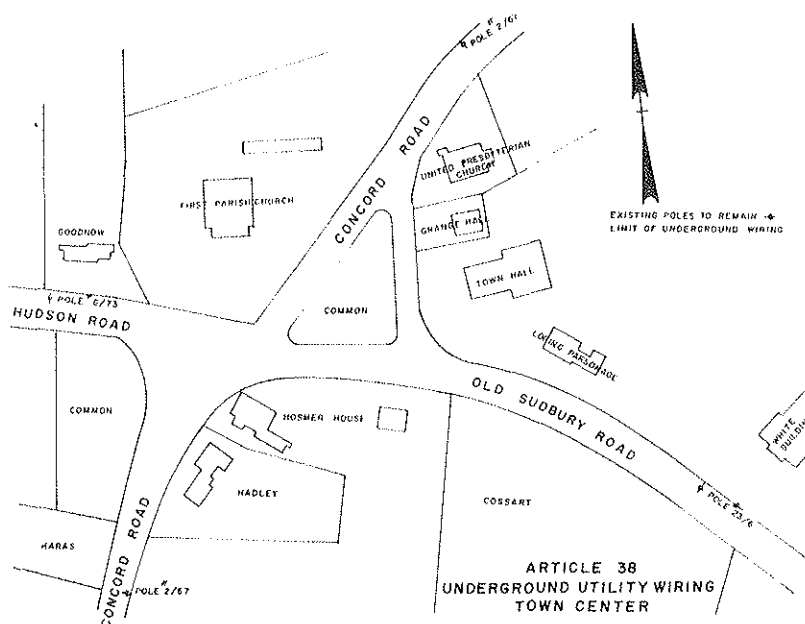 POLE
CONCORD ROAD
UNITED PRESBYTERIAN
CHURCH
FIRST PARISH CHURCH
GRANGE HALL
EXISTING POLES TO REMAIN
LIMIT OF UNDERGROUND WIRING
GOODNOW
TOWN HALL
POLE 6/73
HUDSON ROAD
COMMON
LORING PARSONAGE
COMMON
OLD SUDBURY ROAD
HOSMER HOUSE
WHITE
BUILDIN
HADLEY
COSSART
POLE 23/6
CONCORD ROAD
HARAS
POLE 2/67
ARTICLE 38
UNDERGROUND UTILITY WIRING
TOWN CENTER